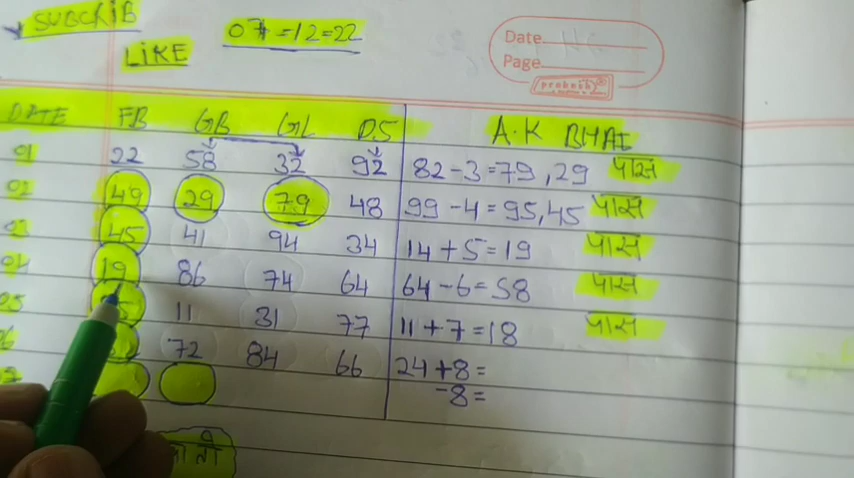 SUBCRIB
07=12=22
LIKE
Date
Page
DATE FB GB GL D.S A.K BHAI
01 22 58 32 92 82-3=79,29 पास
02 49 29 79 48 99-4=95,45 पास
03 45 41 94 34 14+5=19 पास
04 19 86 74 64 64-6=58 पास
05 11 31 77 11+7=18 पास
06 72 84 66 24+8=
-8=